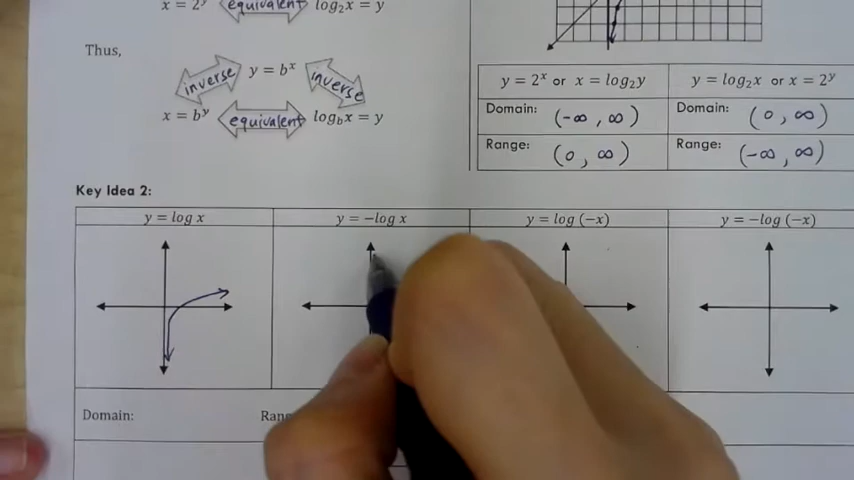 x = 2^y equivalent log₂x = y
Thus,
inverse y = b^x inverse
x = b^y equivalent log_b x = y
y = 2^x or x = log₂y y = log₂x or x = 2^y
Domain: (-∞, ∞) Domain: (0, ∞)
Range: (0, ∞) Range: (-∞, ∞)
Key Idea 2:
y = log x y = -log x y = log (-x) y = -log (-x)
Domain: